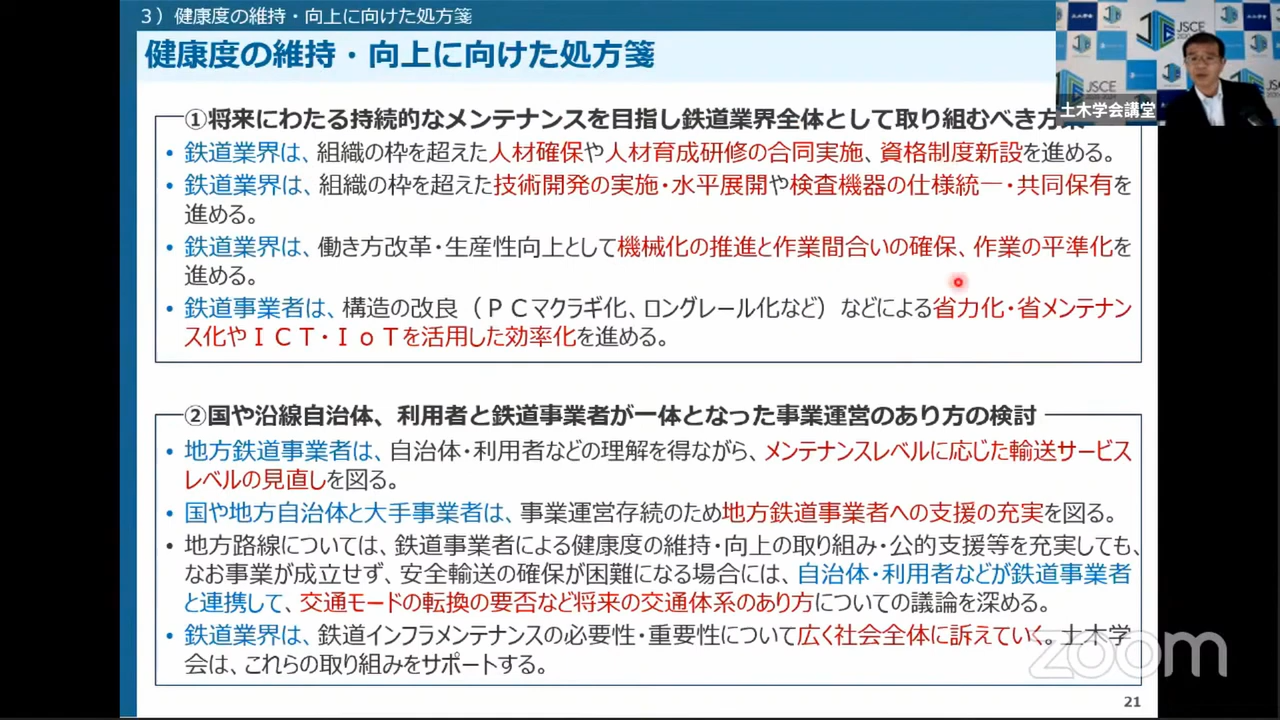 3）健康度の維持・向上に向けた処方箋
健康度の維持・向上に向けた処方箋
JSCE
JSCE
土木学会講堂
①将来にわたる持続的なメンテナンスを目指し鉄道業界全体として取り組むべき方
• 鉄道業界は、組織の枠を超えた人材確保や人材育成研修の合同実施、資格制度新設を進める。
• 鉄道業界は、組織の枠を超えた技術開発の実施・水平展開や検査機器の仕様統一・共同保有を
進める。
• 鉄道業界は、働き方改革・生産性向上として機械化の推進と作業間合いの確保、作業の平準化を
進める。
• 鉄道事業者は、構造の改良（ＰＣマクラギ化、ロングレール化など）などによる省力化・省メンテナン
ス化やＩＣＴ・ＩｏＴを活用した効率化を進める。
②国や沿線自治体、利用者と鉄道事業者が一体となった事業運営のあり方の検討
• 地方鉄道事業者は、自治体・利用者などの理解を得ながら、メンテナンスレベルに応じた輸送サービス
レベルの見直しを図る。
• 国や地方自治体と大手事業者は、事業運営存続のため地方鉄道事業者への支援の充実を図る。
• 地方路線については、鉄道事業者による健康度の維持・向上の取り組み・公的支援等を充実しても、
なお事業が成立せず、安全輸送の確保が困難になる場合には、自治体・利用者などが鉄道事業者
と連携して、交通モードの転換の要否など将来の交通体系のあり方についての議論を深める。
• 鉄道業界は、鉄道インフラメンテナンスの必要性・重要性について広く社会全体に訴えていく。土木学
会は、これらの取り組みをサポートする。
zoom
21